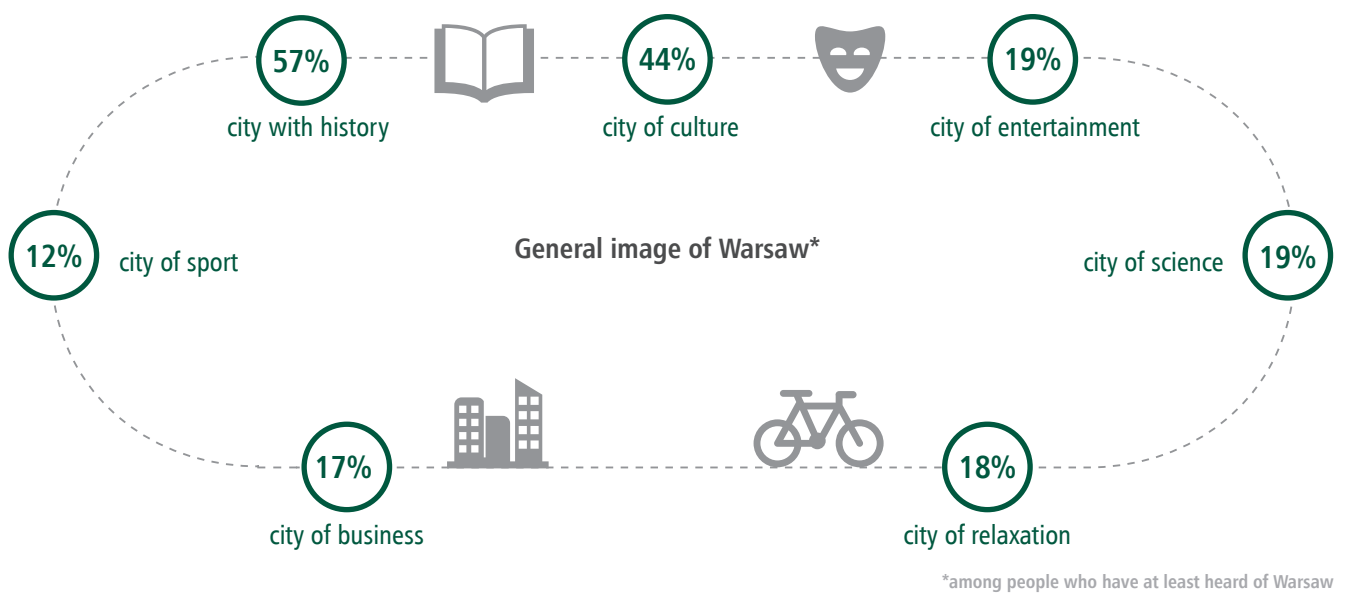 57%
city with history
44%
city of culture
19%
city of entertainment
12%
city of sport
General image of Warsaw*
city of science
19%
17%
city of business
18%
city of relaxation
*among people who have at least heard of Warsaw